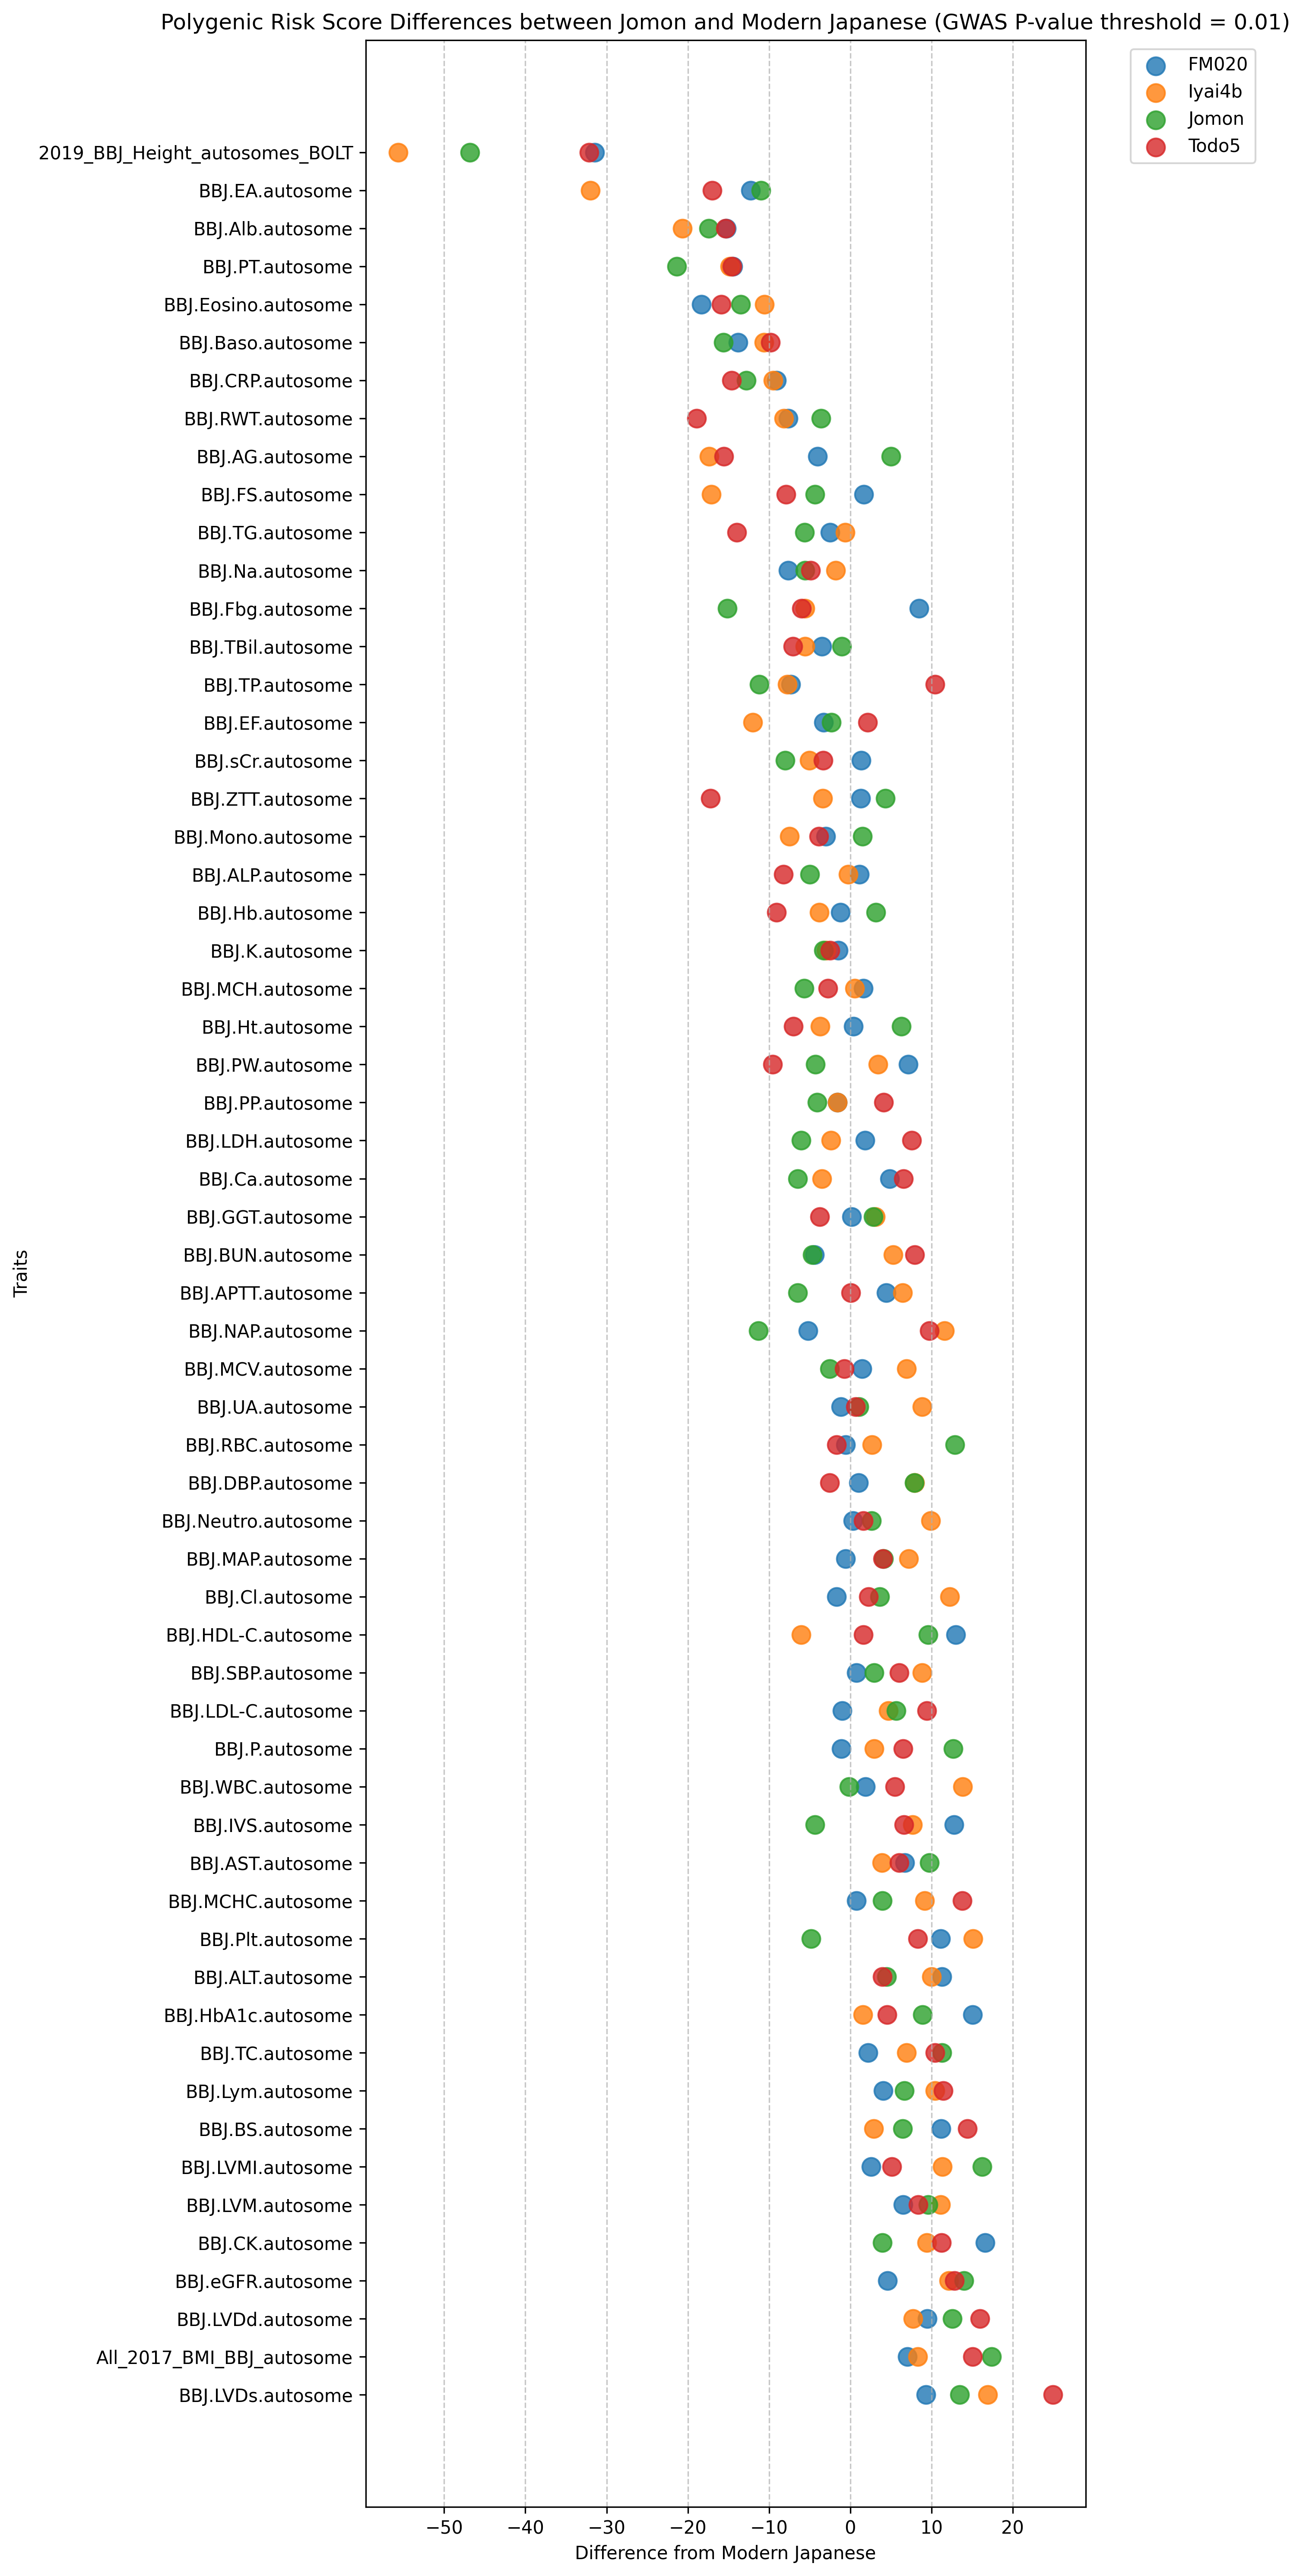 Polygenic Risk Score Differences between Jomon and Modern Japanese (GWAS P-value threshold = 0.01)
FM020
Iyai4b
Jomon
Todo5
2019_BBJ_Height_autosomes_BOLT
BBJ.EA.autosome
BBJ.Alb.autosome
BBJ.PT.autosome
BBJ.Eosino.autosome
BBJ.Baso.autosome
BBJ.CRP.autosome
BBJ.RWT.autosome
BBJ.AG.autosome
BBJ.FS.autosome
BBJ.TG.autosome
BBJ.Na.autosome
BBJ.Fbg.autosome
BBJ.TBil.autosome
BBJ.TP.autosome
BBJ.EF.autosome
BBJ.sCr.autosome
BBJ.ZTT.autosome
BBJ.Mono.autosome
BBJ.ALP.autosome
BBJ.Hb.autosome
BBJ.K.autosome
BBJ.MCH.autosome
BBJ.Ht.autosome
BBJ.PW.autosome
BBJ.PP.autosome
BBJ.LDH.autosome
BBJ.Ca.autosome
BBJ.GGT.autosome
BBJ.BUN.autosome
BBJ.APTT.autosome
BBJ.NAP.autosome
BBJ.MCV.autosome
BBJ.UA.autosome
BBJ.RBC.autosome
BBJ.DBP.autosome
BBJ.Neutro.autosome
BBJ.MAP.autosome
BBJ.Cl.autosome
BBJ.HDL-C.autosome
BBJ.SBP.autosome
BBJ.LDL-C.autosome
BBJ.P.autosome
BBJ.WBC.autosome
BBJ.IVS.autosome
BBJ.AST.autosome
BBJ.MCHC.autosome
BBJ.Plt.autosome
BBJ.ALT.autosome
BBJ.HbA1c.autosome
BBJ.TC.autosome
BBJ.Lym.autosome
BBJ.BS.autosome
BBJ.LVMI.autosome
BBJ.LVM.autosome
BBJ.CK.autosome
BBJ.eGFR.autosome
BBJ.LVDd.autosome
All_2017_BMI_BBJ_autosome
BBJ.LVDs.autosome
Traits
−50 −40 −30 −20 −10 0 10 20
Difference from Modern Japanese